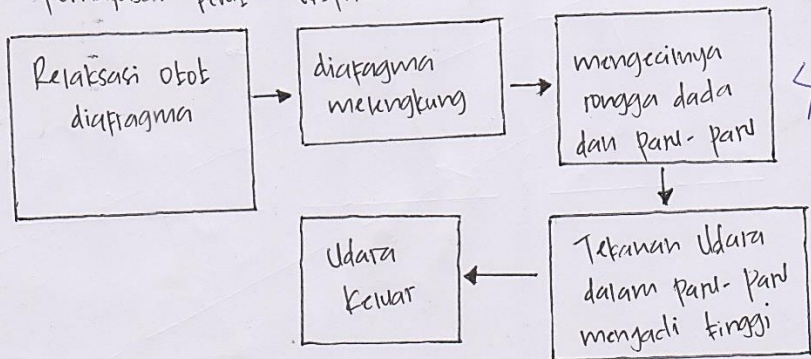 Relaksasi Otot
diafragma
diafragma
melengkung
mengecilnya
rongga dada
dan paru-paru
Tekanan Udara
dalam paru-paru
menjadi tinggi
Udara
Keluar